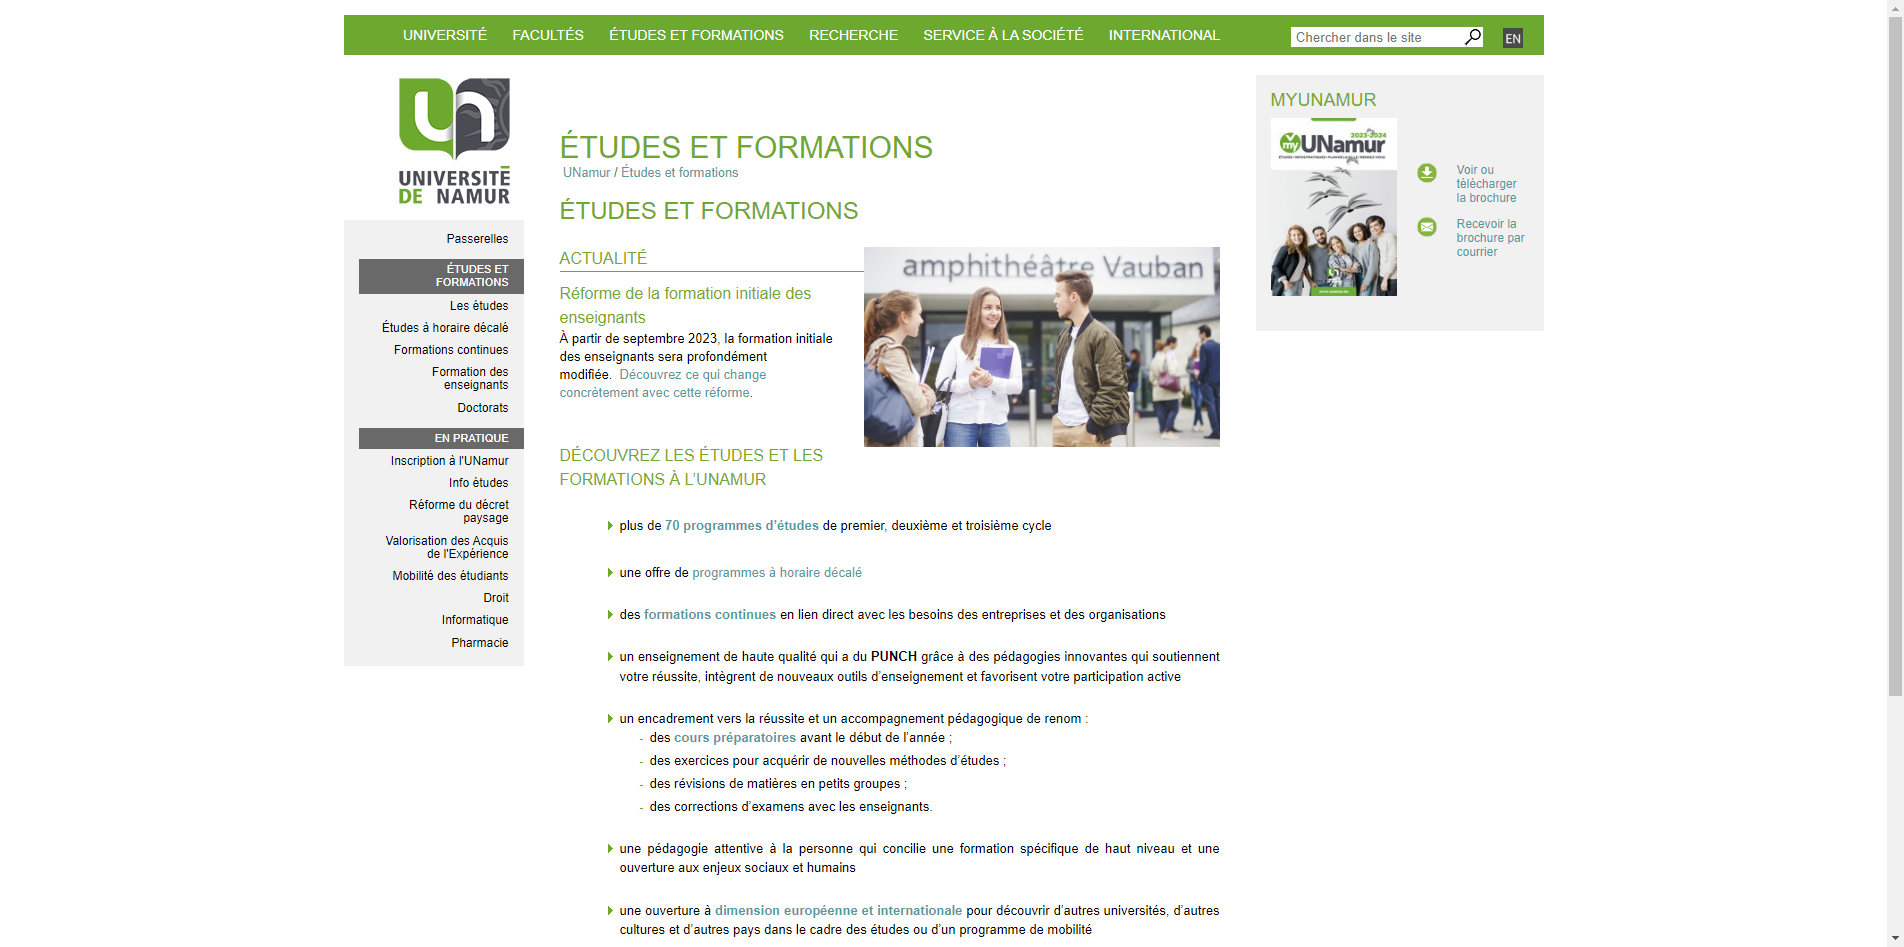 UNIVERSITÉ FACULTÉS ÉTUDES ET FORMATIONS RECHERCHE SERVICE À LA SOCIÉTÉ INTERNATIONAL
Chercher dans le site
EN
UNIVERSITÉ
DE NAMUR
Passerelles
ÉTUDES ET
FORMATIONS
Les études
Études à horaire décalé
Formations continues
Formation des
enseignants
Doctorats
EN PRATIQUE
Inscription à l'UNamur
Info études
Réforme du décret
paysage
Valorisation des Acquis
de l'Expérience
Mobilité des étudiants
Droit
Informatique
Pharmacie
ÉTUDES ET FORMATIONS
UNamur / Études et formations
ÉTUDES ET FORMATIONS
ACTUALITÉ
Réforme de la formation initiale des
enseignants
À partir de septembre 2023, la formation initiale
des enseignants sera profondément
modifiée. Découvrez ce qui change
concrètement avec cette réforme.
amphithéâtre Vauban
DÉCOUVREZ LES ÉTUDES ET LES
FORMATIONS À L’UNAMUR
plus de 70 programmes d’études de premier, deuxième et troisième cycle
une offre de programmes à horaire décalé
des formations continues en lien direct avec les besoins des entreprises et des organisations
un enseignement de haute qualité qui a du PUNCH grâce à des pédagogies innovantes qui soutiennent
votre réussite, intègrent de nouveaux outils d’enseignement et favorisent votre participation active
un encadrement vers la réussite et un accompagnement pédagogique de renom :
- des cours préparatoires avant le début de l’année ;
- des exercices pour acquérir de nouvelles méthodes d’études ;
- des révisions de matières en petits groupes ;
- des corrections d’examens avec les enseignants.
une pédagogie attentive à la personne qui concilie une formation spécifique de haut niveau et une
ouverture aux enjeux sociaux et humains
une ouverture à dimension européenne et internationale pour découvrir d’autres universités, d’autres
cultures et d’autres pays dans le cadre des études ou d’un programme de mobilité
MYUNAMUR
2023-2024
my UNamur
Voir ou
télécharger
la brochure
Recevoir la
brochure par
courrier